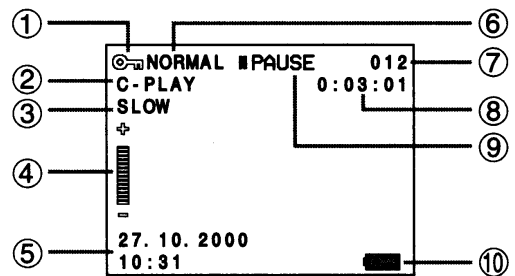 ① ⑥
NORMAL PAUSE 012 ⑦
② C-PLAY 0:03:01
③ SLOW ⑧
+ ⑨
④
-
27.10.2000
⑤ 10:31 ⑩